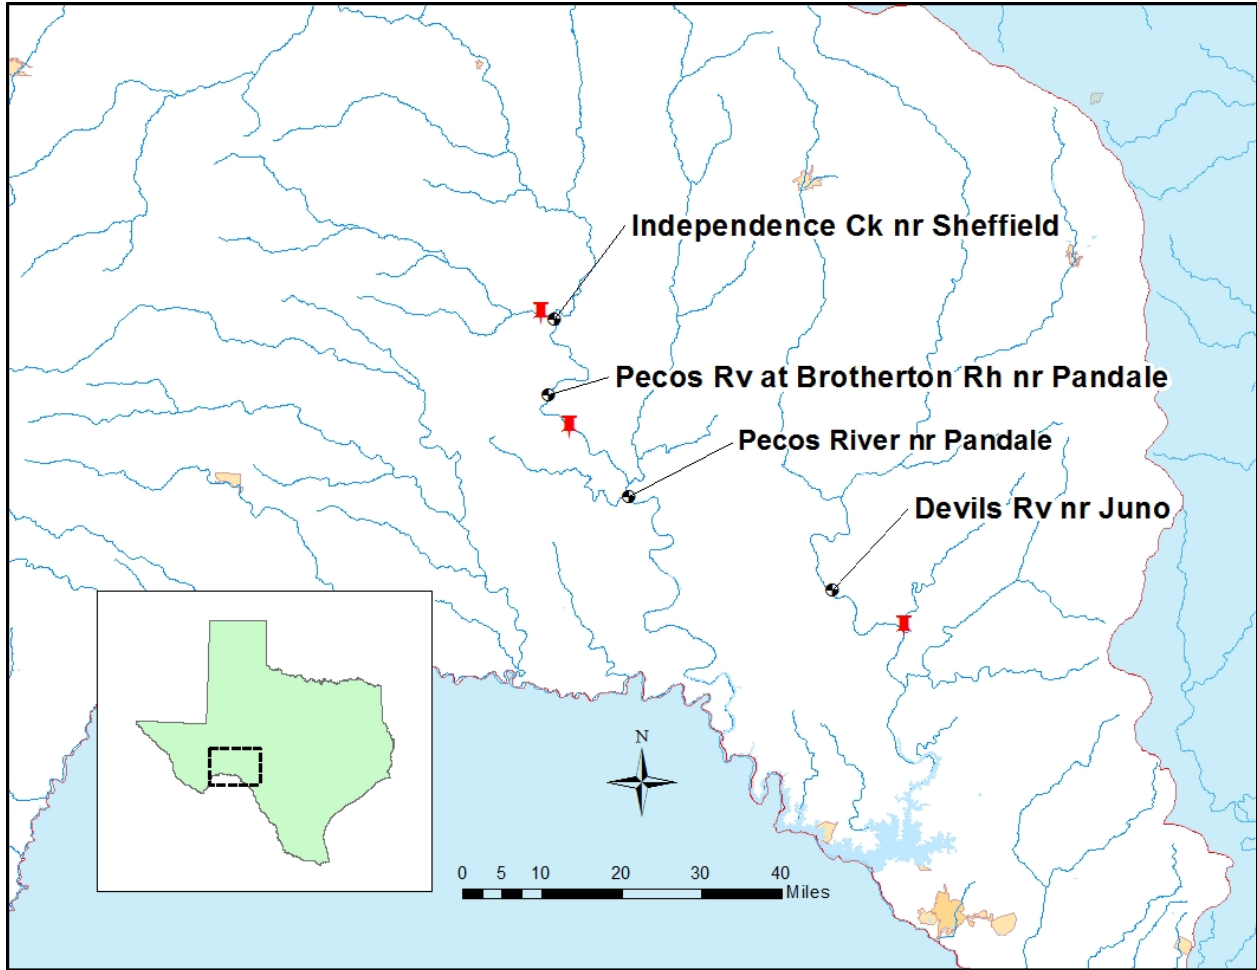 Independence Ck nr Sheffield
Pecos Rv at Brotherton Rh nr Pandale
Pecos River nr Pandale
Devils Rv nr Juno
N
0 5 10 20 30 40
Miles